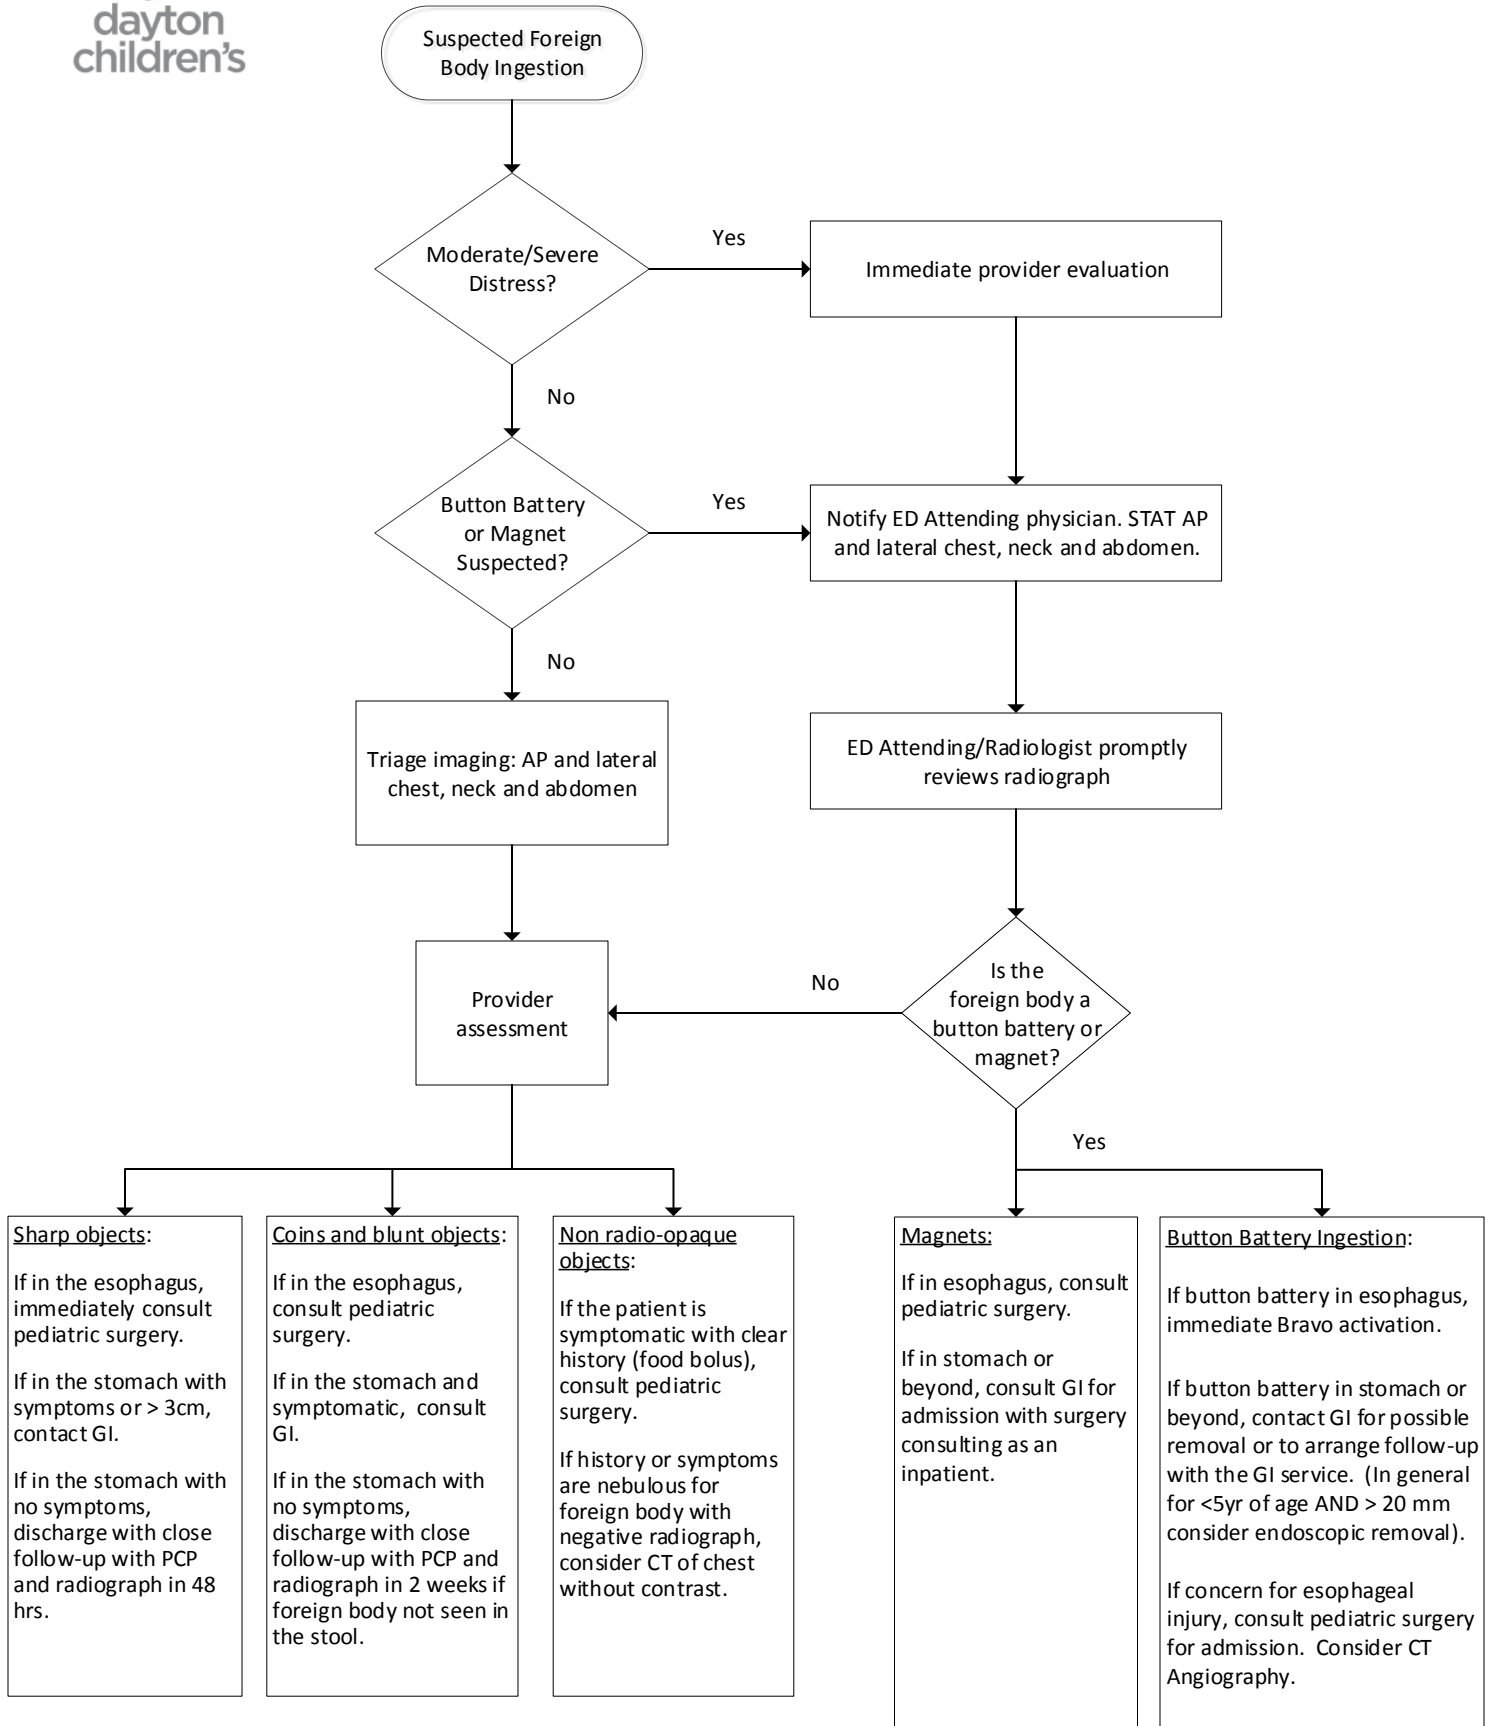 dayton
children's
Suspected Foreign
Body Ingestion
Moderate/Severe
Distress?
Yes
Immediate provider evaluation
No
Button Battery
or Magnet
Suspected?
Yes
Notify ED Attending physician. STAT AP
and lateral chest, neck and abdomen.
No
Triage imaging: AP and lateral
chest, neck and abdomen
ED Attending/Radiologist promptly
reviews radiograph
Provider
assessment
No
Is the
foreign body a
button battery or
magnet?
Yes
Sharp objects:
If in the esophagus,
immediately consult
pediatric surgery.
If in the stomach with
symptoms or > 3cm,
contact GI.
If in the stomach with
no symptoms,
discharge with close
follow-up with PCP
and radiograph in 48
hrs.
Coins and blunt objects:
If in the esophagus,
consult pediatric
surgery.
If in the stomach and
symptomatic, consult
GI.
If in the stomach with
no symptoms,
discharge with close
follow-up with PCP and
radiograph in 2 weeks if
foreign body not seen in
the stool.
Non radio-opaque
objects:
If the patient is
symptomatic with clear
history (food bolus),
consult pediatric
surgery.
If history or symptoms
are nebulous for
foreign body with
negative radiograph,
consider CT of chest
without contrast.
Magnets:
If in esophagus, consult
pediatric surgery.
If in stomach or
beyond, consult GI for
admission with surgery
consulting as an
inpatient.
Button Battery Ingestion:
If button battery in esophagus,
immediate Bravo activation.
If button battery in stomach or
beyond, contact GI for possible
removal or to arrange follow-up
with the GI service. (In general
for <5yr of age AND > 20 mm
consider endoscopic removal).
If concern for esophageal
injury, consult pediatric surgery
for admission. Consider CT
Angiography.